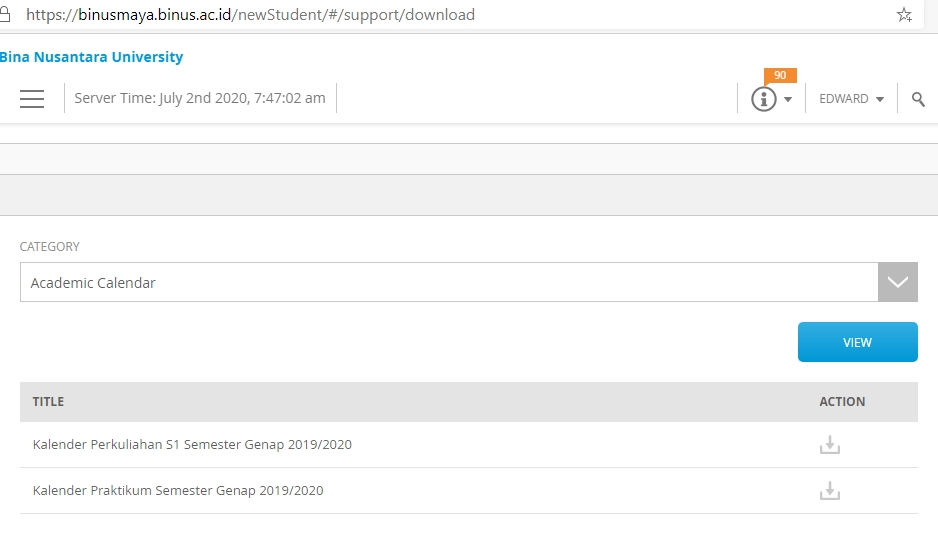 https://binusmaya.binus.ac.id/newStudent/#/support/download
Bina Nusantara University
90
Server Time: July 2nd 2020, 7:47:02 am
EDWARD
CATEGORY
Academic Calendar
VIEW
TITLE ACTION
Kalender Perkuliahan S1 Semester Genap 2019/2020
Kalender Praktikum Semester Genap 2019/2020